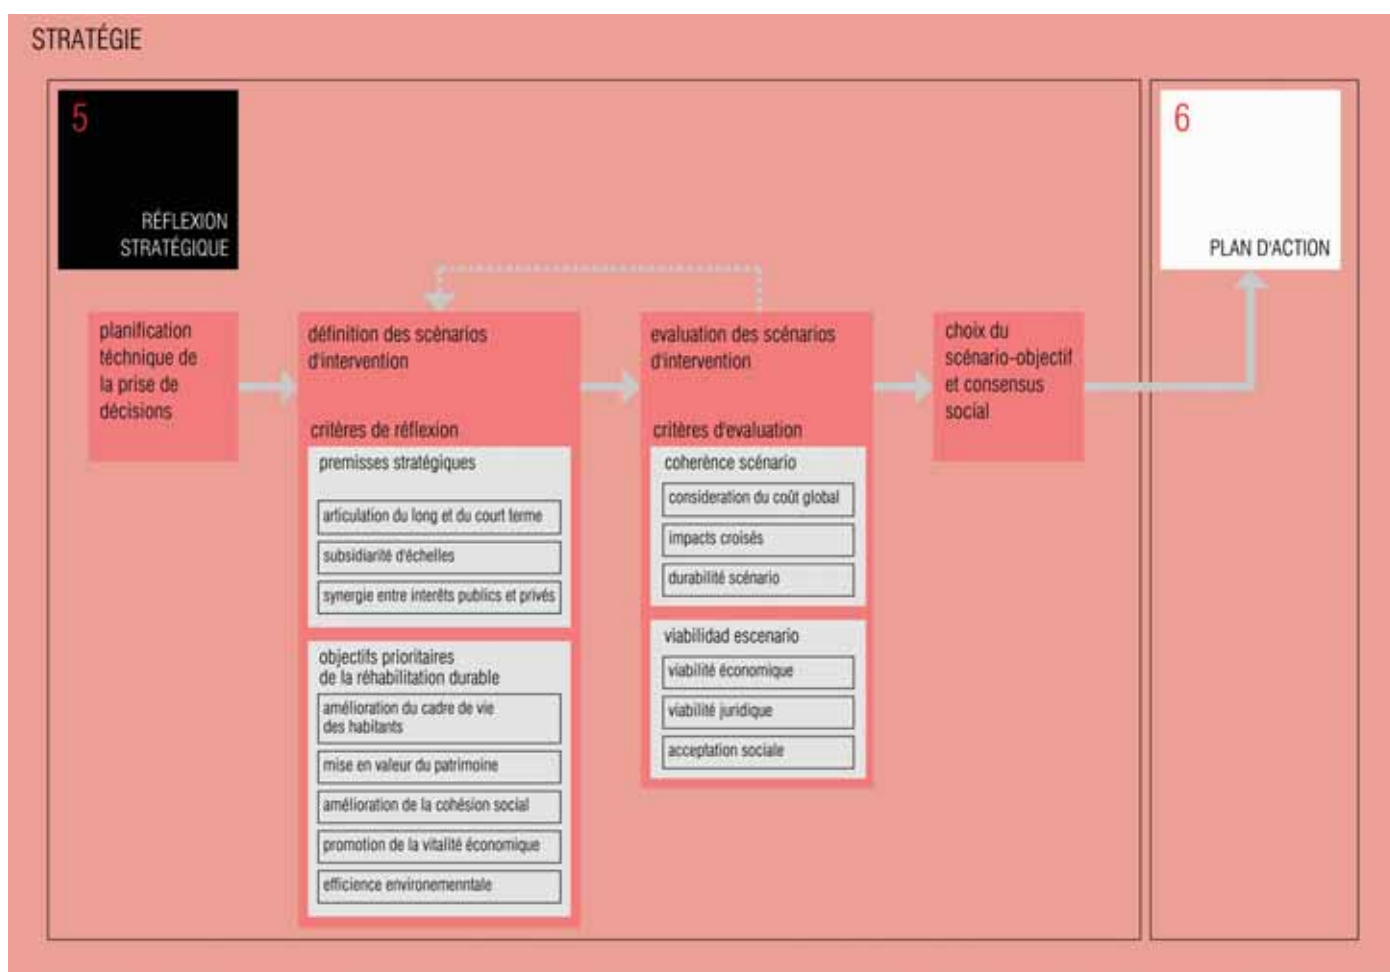 STRATÉGIE
5
RÉFLEXION
STRATÉGIQUE
6
PLAN D'ACTION
planification
téchnique de
la prise de
décisions
définition des scénarios
d'intervention
critères de réflexion
premisses stratégiques
articulation du long et du court terme
subsidiarité d'échelles
synergie entre interêts publics et privés
objectifs prioritaires
de la réhabilitation durable
amélioration du cadre de vie
des habitants
mise en valeur du patrimoine
amélioration de la cohésion social
promotion de la vitalité économique
efficience environementale
evaluation des scénarios
d'intervention
critères d'evaluation
coherènce scénario
consideration du coût global
impacts croisés
durabilité scénario
viabilidad escenario
viabilité économique
viabilité juridique
acceptation sociale
choix du
scénario-objectif
et consensus
social